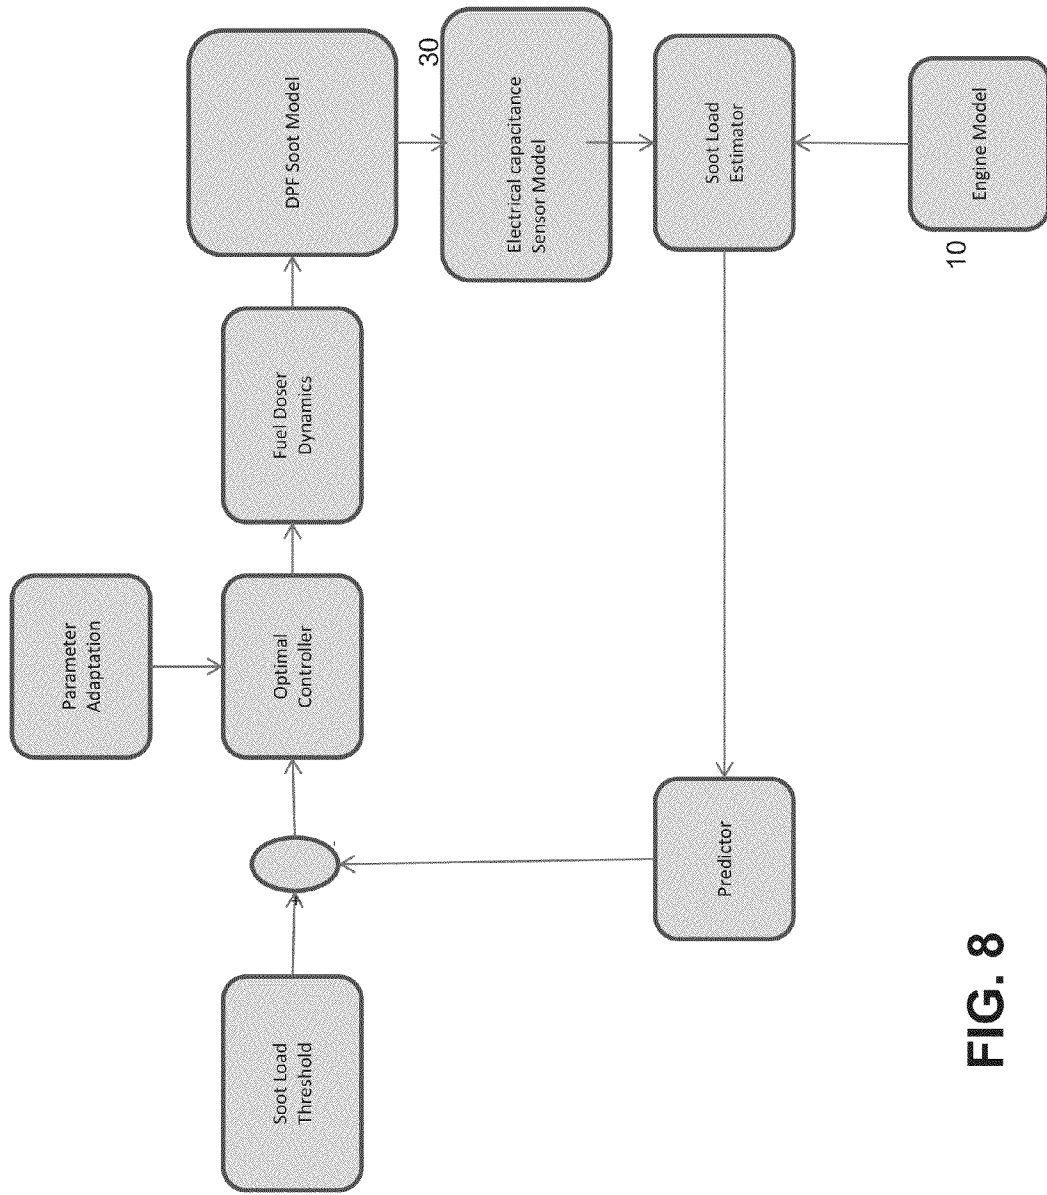 Parameter
Adaptation
Soot Load
Threshold
+
-
Optimal
Controller
Fuel Doser
Dynamics
DPF Soot Model
30
Electrical capacitance
Sensor Model
Predictor
Soot Load
Estimator
10
Engine Model
FIG. 8